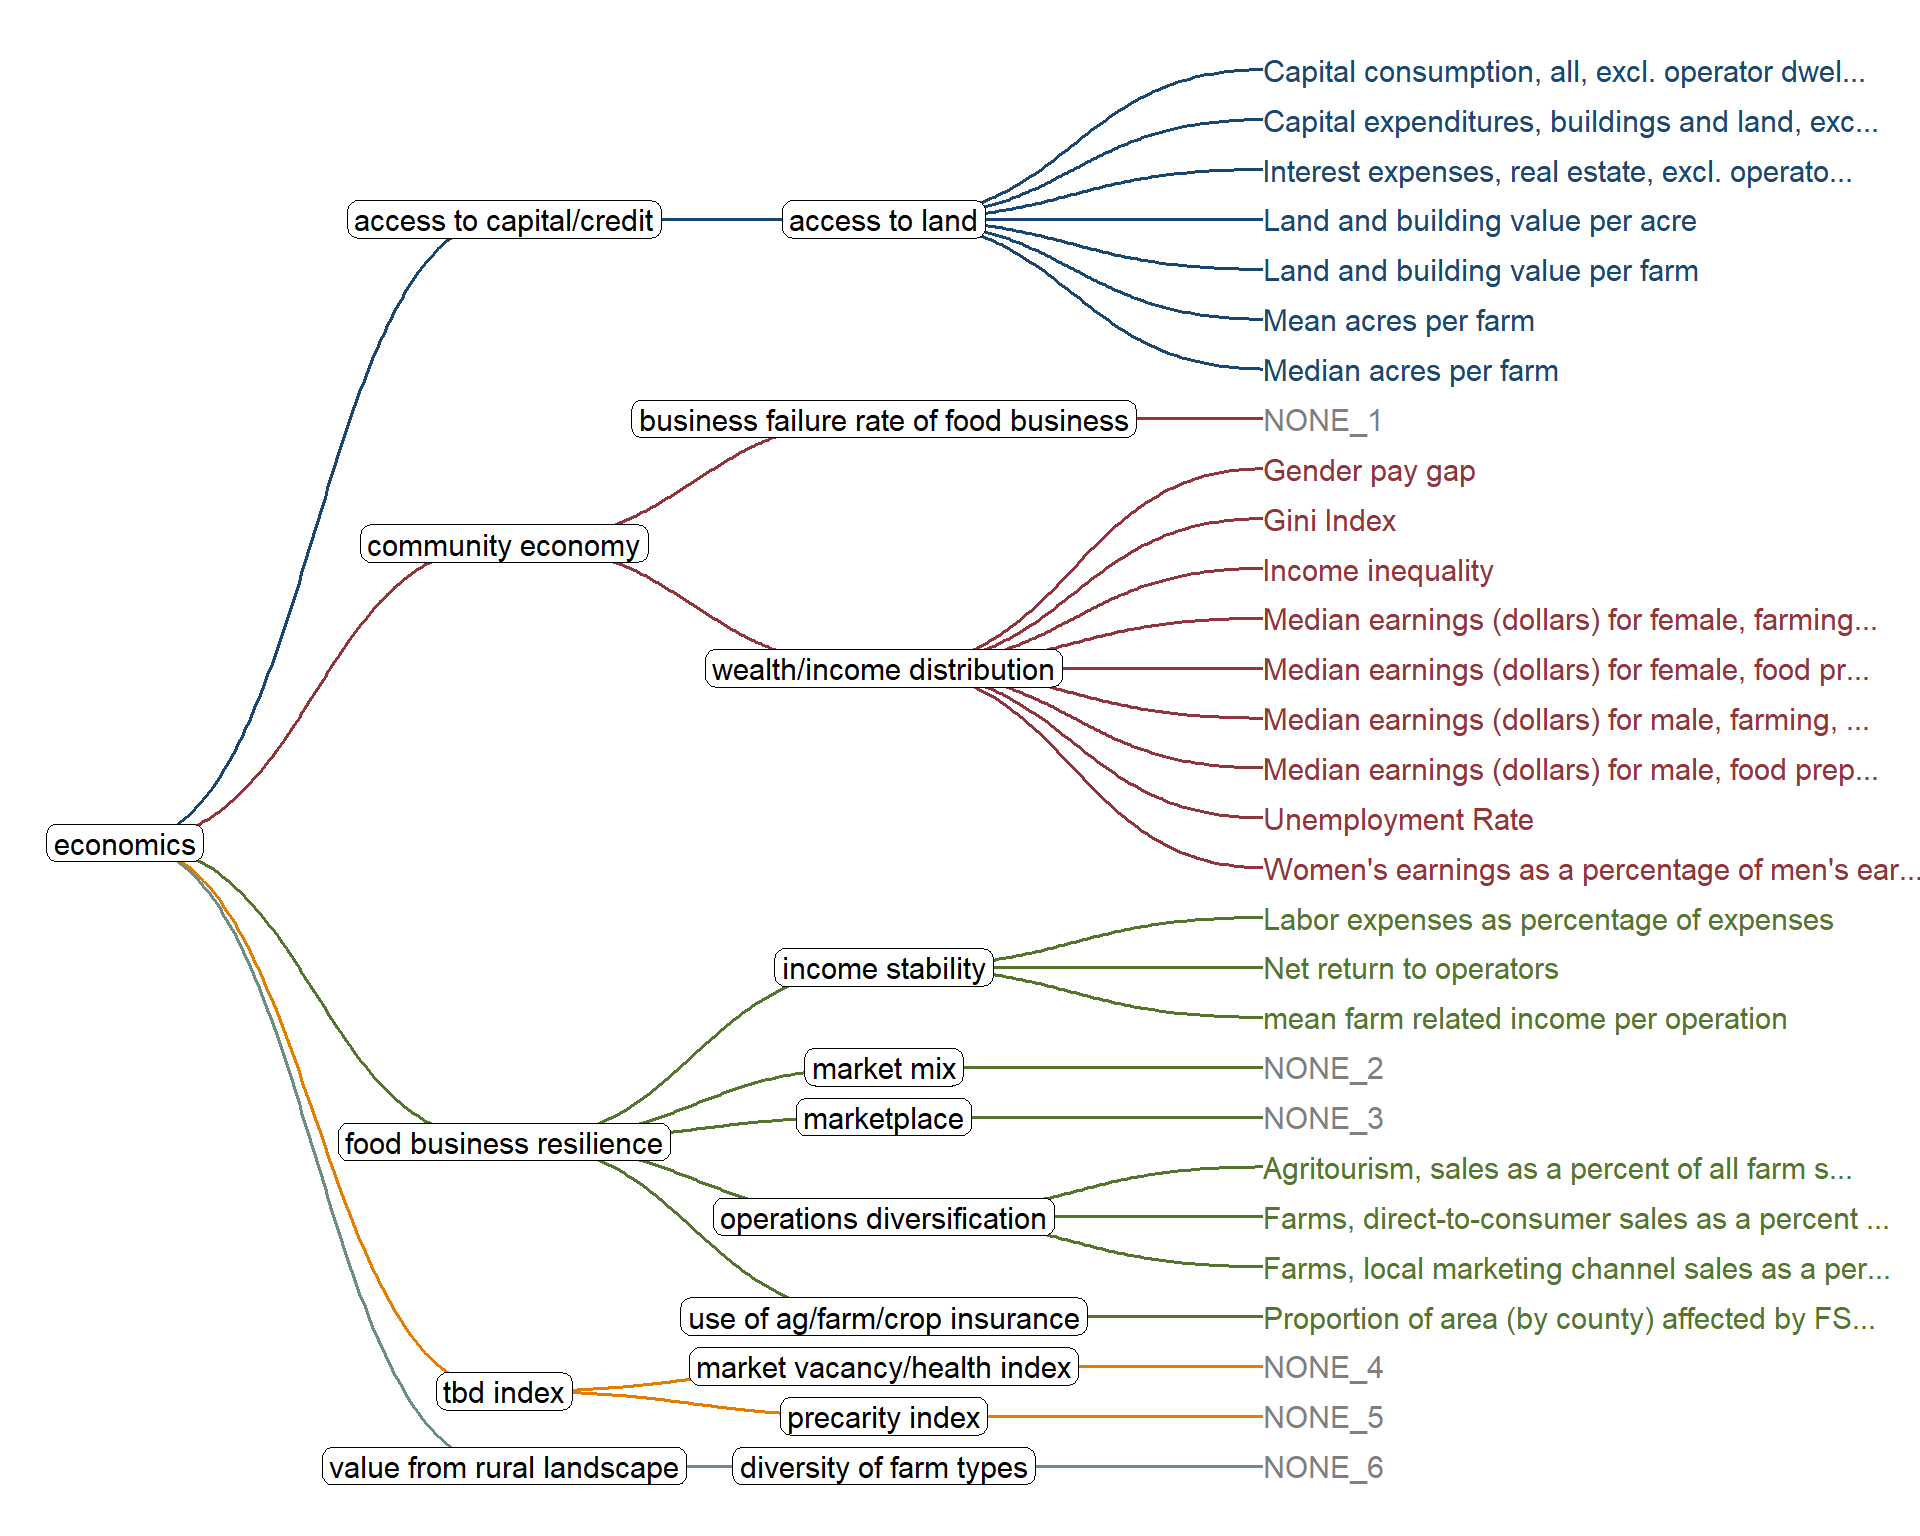 Capital consumption, all, excl. operator dwel...
Capital expenditures, buildings and land, exc...
Interest expenses, real estate, excl. operato...
access to capital/credit
access to land
Land and building value per acre
Land and building value per farm
Mean acres per farm
Median acres per farm
business failure rate of food business
NONE_1
Gender pay gap
Gini Index
community economy
Income inequality
Median earnings (dollars) for female, farming...
wealth/income distribution
Median earnings (dollars) for female, food pr...
Median earnings (dollars) for male, farming, ...
Median earnings (dollars) for male, food prep...
Unemployment Rate
economics
Women's earnings as a percentage of men's ear...
Labor expenses as percentage of expenses
income stability
Net return to operators
mean farm related income per operation
market mix
NONE_2
marketplace
NONE_3
food business resilience
Agritourism, sales as a percent of all farm s...
operations diversification
Farms, direct-to-consumer sales as a percent ...
Farms, local marketing channel sales as a per...
use of ag/farm/crop insurance
Proportion of area (by county) affected by FS...
market vacancy/health index
NONE_4
tbd index
precarity index
NONE_5
value from rural landscape
diversity of farm types
NONE_6